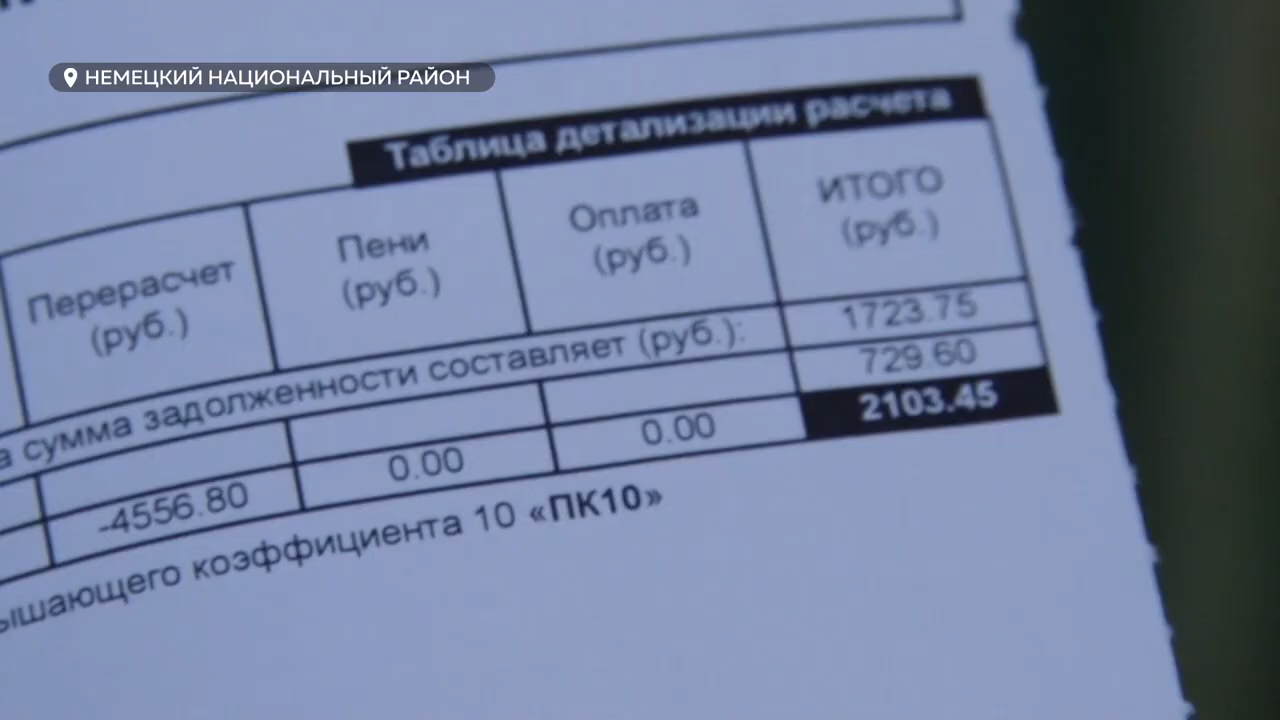 НЕМЕЦКИЙ НАЦИОНАЛЬНЫЙ РАЙОН
Таблица детализации расчета
Перерасчет
(руб.)
Пени
(руб.)
Оплата
(руб.)
ИТОГО
(руб.)
сумма задолженности составляет (руб.):
1723.75
729.60
-4556.80
0.00
0.00
2103.45
ышающего коэффициента 10 «ПК10»